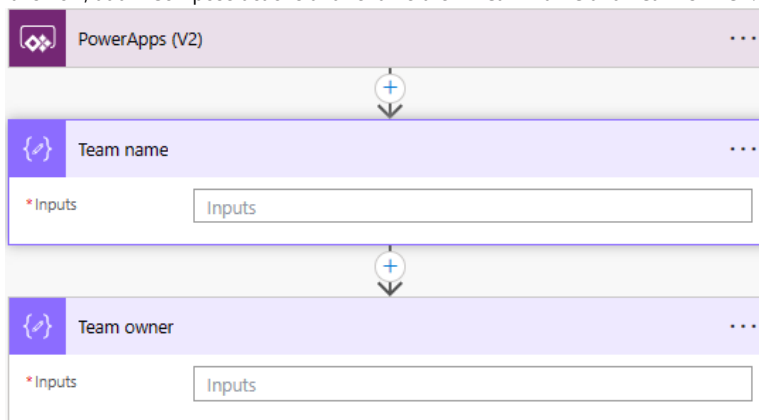 PowerApps (V2)
Team name
*Inputs
Inputs
Team owner
*Inputs
Inputs